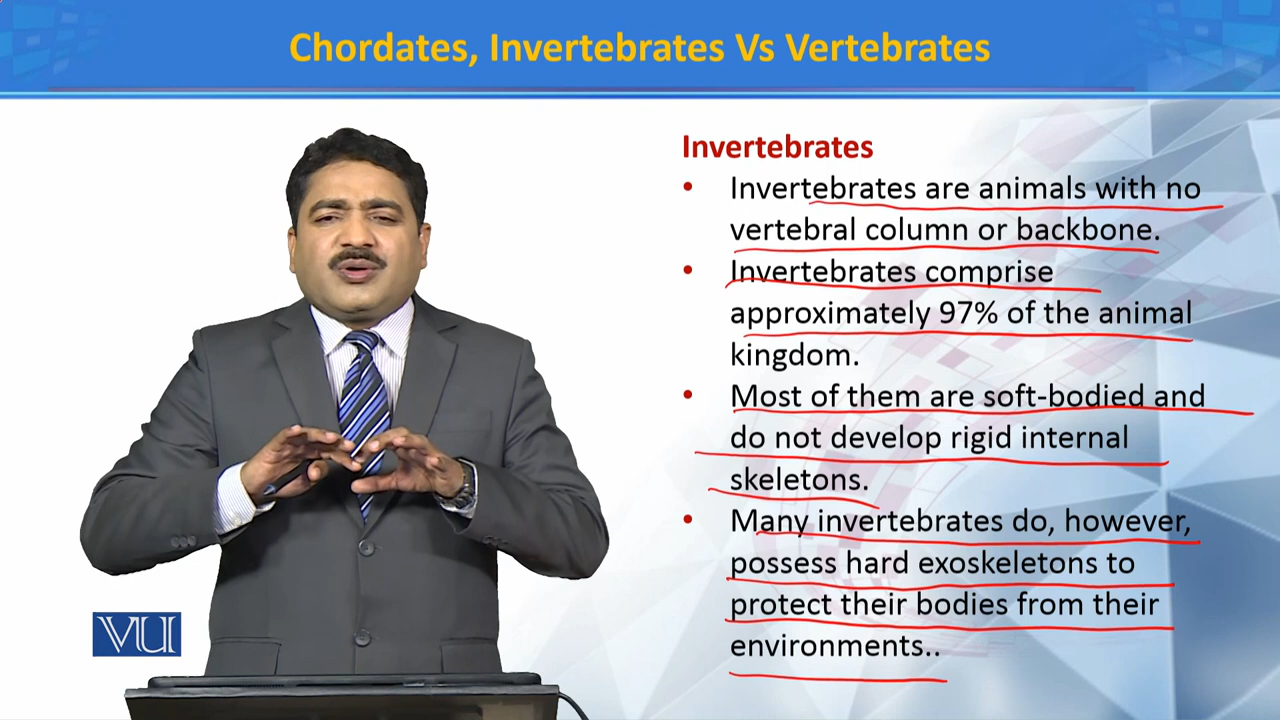 Chordates, Invertebrates Vs Vertebrates
Invertebrates
• Invertebrates are animals with no
vertebral column or backbone.
• Invertebrates comprise
approximately 97% of the animal
kingdom.
• Most of them are soft-bodied and
do not develop rigid internal
skeletons.
• Many invertebrates do, however,
possess hard exoskeletons to
protect their bodies from their
environments..
VU